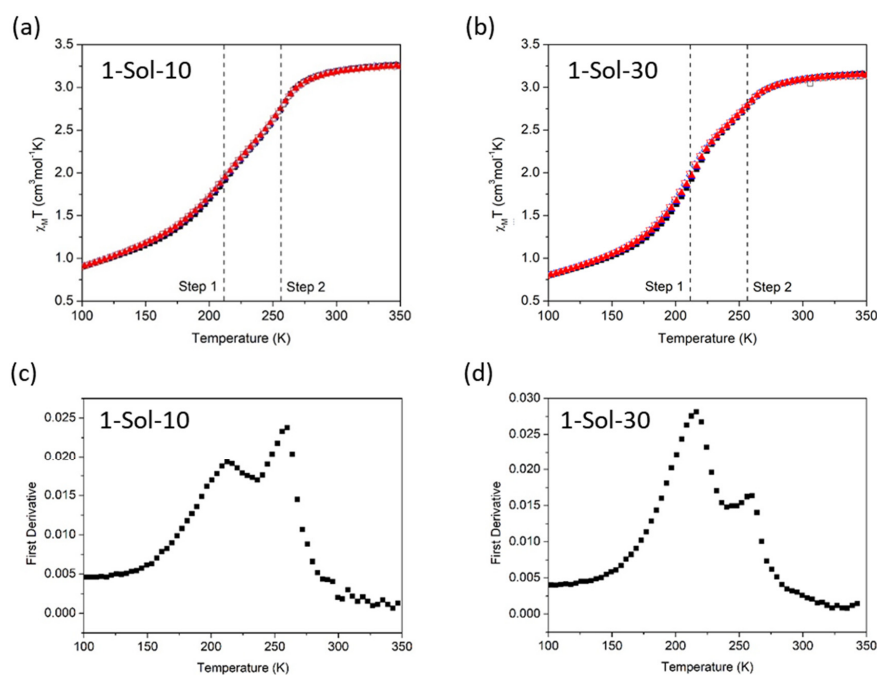 (a)
1-Sol-10
3.5
3.0
2.5
2.0
1.5
1.0
0.5
χMT (cm³mol⁻¹K)
Step 1
Step 2
100 150 200 250 300 350
Temperature (K)
(b)
1-Sol-30
3.5
3.0
2.5
2.0
1.5
1.0
0.5
χMT (cm³mol⁻¹K)
Step 1
Step 2
100 150 200 250 300 350
Temperature (K)
(c)
1-Sol-10
0.025
0.020
0.015
0.010
0.005
0.000
First Derivative
100 150 200 250 300 350
Temperature (K)
(d)
1-Sol-30
0.030
0.025
0.020
0.015
0.010
0.005
0.000
First Derivative
100 150 200 250 300 350
Temperature (K)